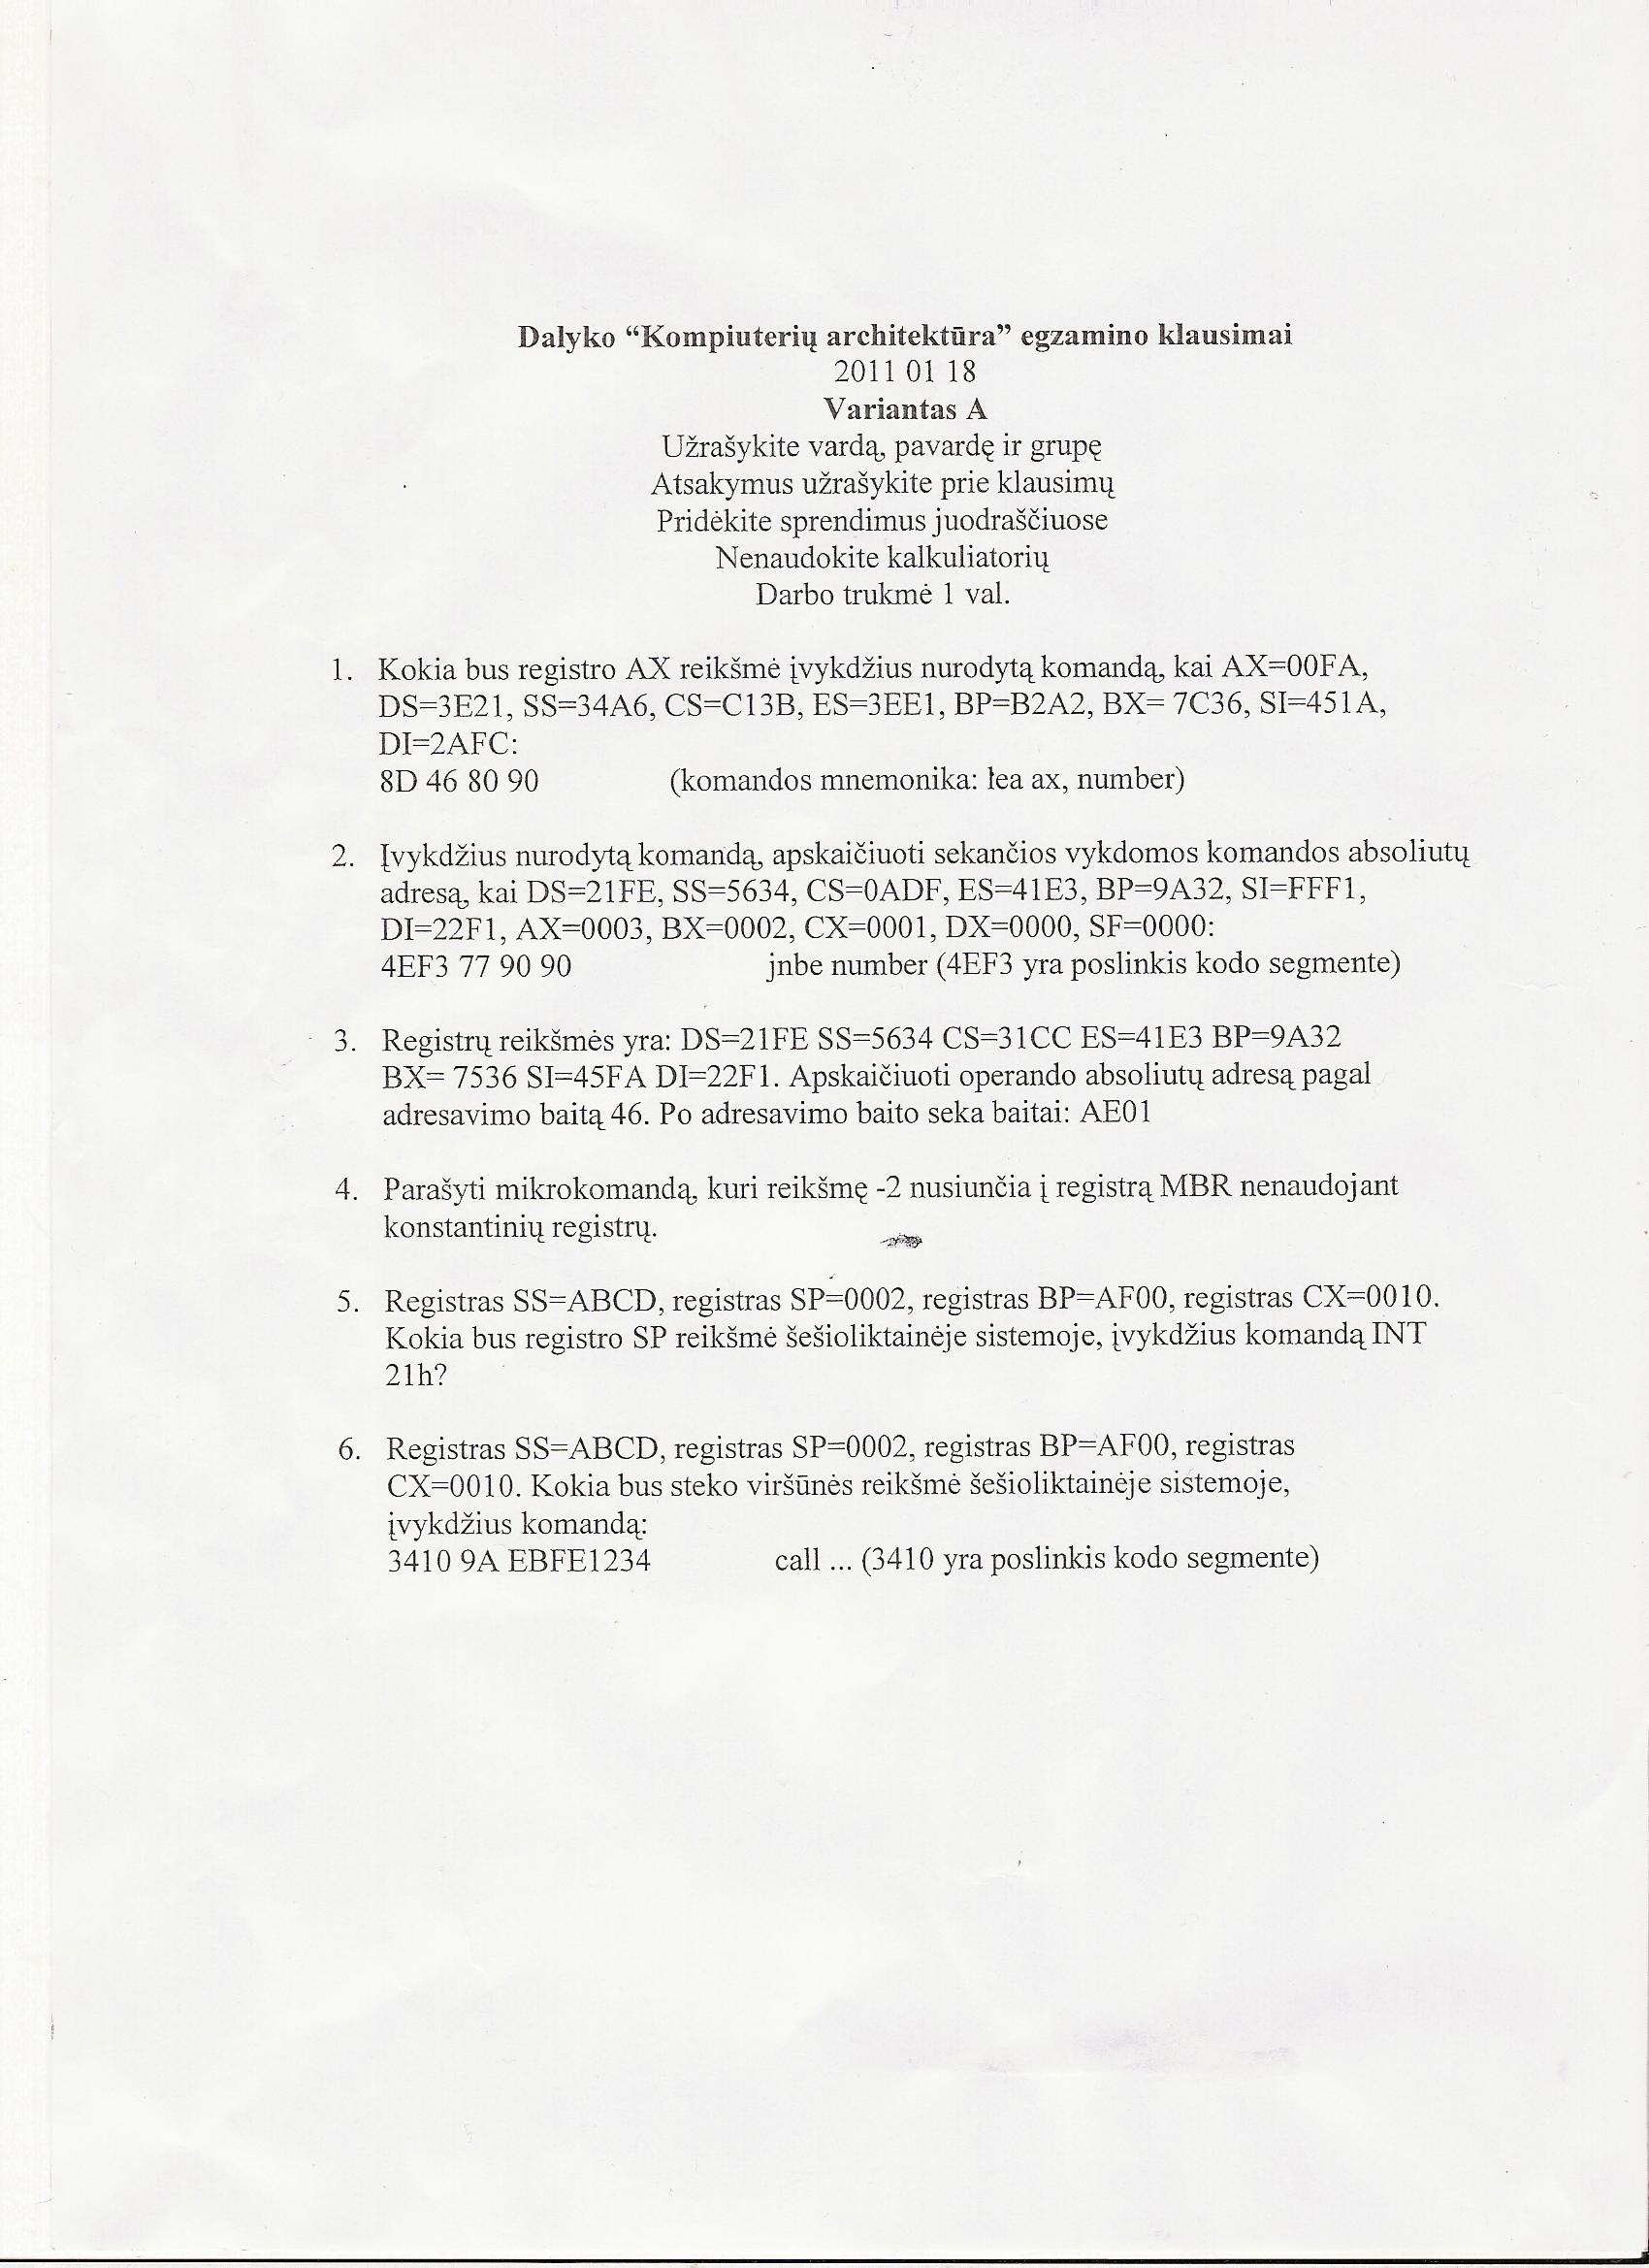 Dalyko “Kompiuterių architektūra” egzamino klausimai
2011 01 18
Variantas A
Užrašykite vardą, pavardę ir grupę
Atsakymus užrašykite prie klausimų
Pridėkite sprendimus juodraščiuose
Nenaudokite kalkuliatorių
Darbo trukmė 1 val.
1. Kokia bus registro AX reikšmė įvykdžius nurodytą komandą, kai AX=00FA,
DS=3E21, SS=34A6, CS=C13B, ES=3EE1, BP=B2A2, BX= 7C36, SI=451A,
DI=2AFC:
8D 46 80 90 (komandos mnemonika: lea ax, number)
2. Įvykdžius nurodytą komandą, apskaičiuoti sekančios vykdomos komandos absoliutų
adresą, kai DS=21FE, SS=5634, CS=0ADF, ES=41E3, BP=9A32, SI=FFF1,
DI=22F1, AX=0003, BX=0002, CX=0001, DX=0000, SF=0000:
4EF3 77 90 90 jnbe number (4EF3 yra poslinkis kodo segmente)
3. Registrų reikšmės yra: DS=21FE SS=5634 CS=31CC ES=41E3 BP=9A32
BX= 7536 SI=45FA DI=22F1. Apskaičiuoti operando absoliutų adresą pagal
adresavimo baitą 46. Po adresavimo baito seka baitai: AE01
4. Parašyti mikrokomandą, kuri reikšmę -2 nusiunčia į registrą MBR nenaudojant
konstantinių registrų.
5. Registras SS=ABCD, registras SP=0002, registras BP=AF00, registras CX=0010.
Kokia bus registro SP reikšmė šešioliktainėje sistemoje, įvykdžius komandą INT
21h?
6. Registras SS=ABCD, registras SP=0002, registras BP=AF00, registras
CX=0010. Kokia bus steko viršūnės reikšmė šešioliktainėje sistemoje,
įvykdžius komandą:
3410 9A EBFE1234 call ... (3410 yra poslinkis kodo segmente)